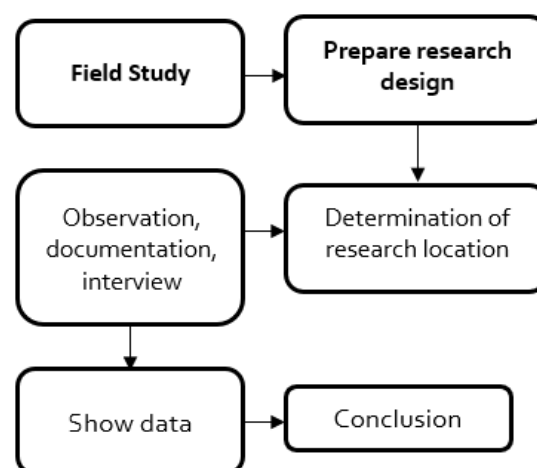 Field Study
Prepare research
design
Observation,
documentation,
interview
Determination of
research location
Show data
Conclusion